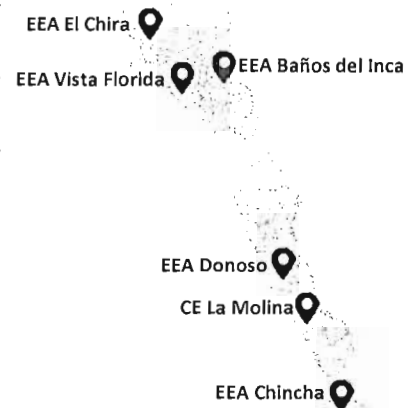 EEA El Chira
EEA Baños del Inca
EEA Vista Florida
EEA Donoso
CE La Molina
EEA Chincha